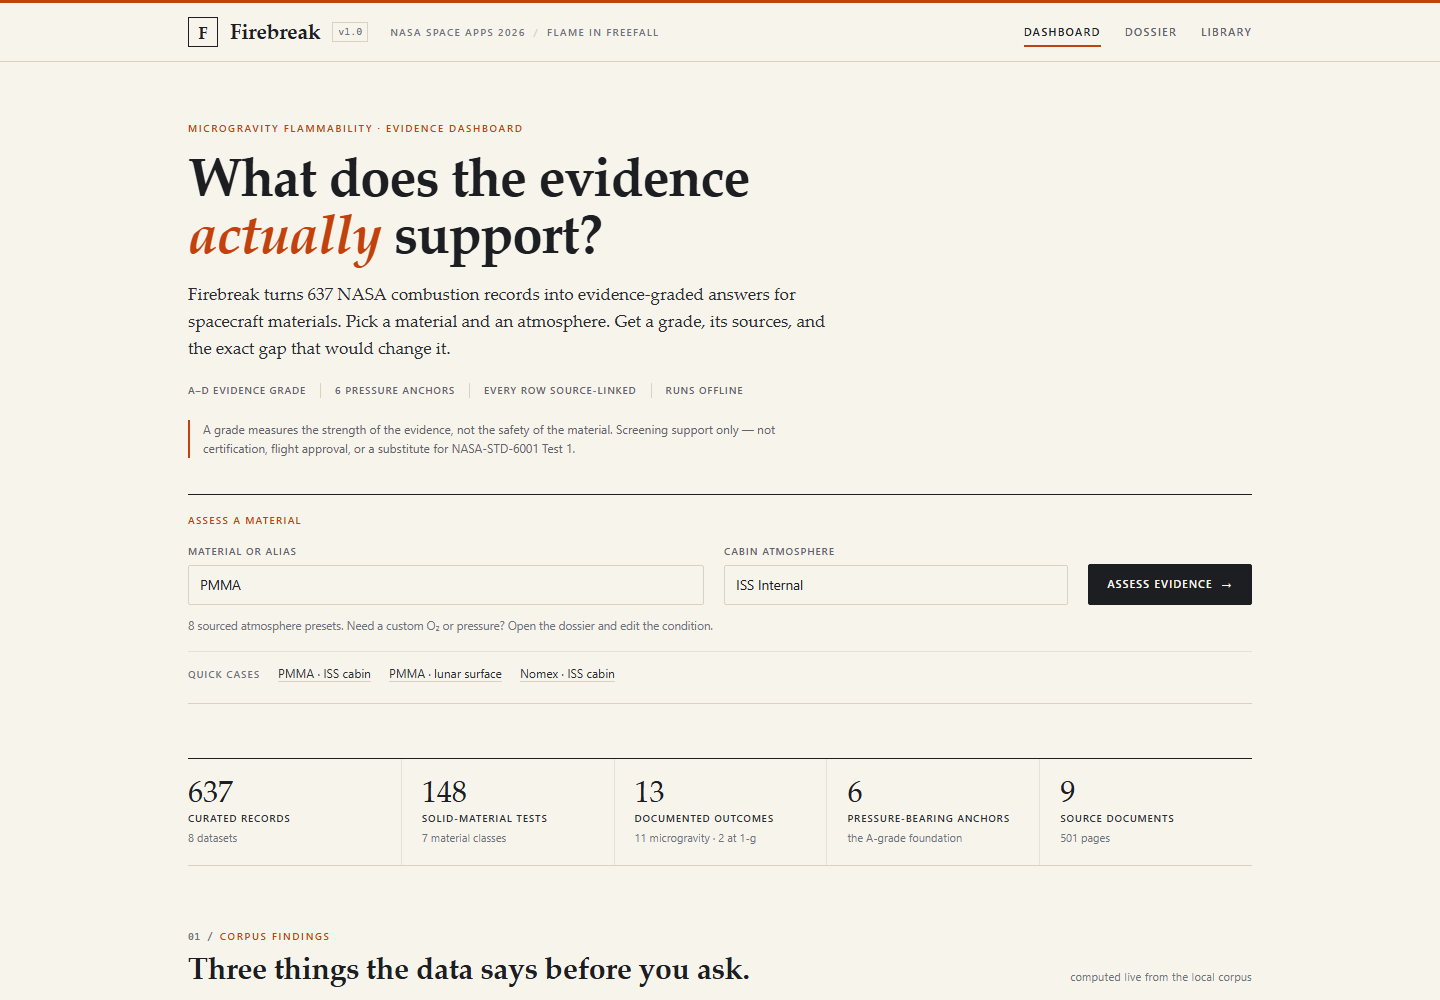 F Firebreak v1.0 NASA SPACE APPS 2026 / FLAME IN FREEFALL DASHBOARD DOSSIER LIBRARY
MICROGRAVITY FLAMMABILITY · EVIDENCE DASHBOARD
What does the evidence
actually support?
Firebreak turns 637 NASA combustion records into evidence-graded answers for
spacecraft materials. Pick a material and an atmosphere. Get a grade, its sources, and
the exact gap that would change it.
A–D EVIDENCE GRADE 6 PRESSURE ANCHORS EVERY ROW SOURCE-LINKED RUNS OFFLINE
A grade measures the strength of the evidence, not the safety of the material. Screening support only — not
certification, flight approval, or a substitute for NASA-STD-6001 Test 1.
ASSESS A MATERIAL
MATERIAL OR ALIAS CABIN ATMOSPHERE
PMMA ISS Internal ASSESS EVIDENCE →
8 sourced atmosphere presets. Need a custom O₂ or pressure? Open the dossier and edit the condition.
QUICK CASES PMMA · ISS cabin PMMA · lunar surface Nomex · ISS cabin
637 148 13 6 9
CURATED RECORDS SOLID-MATERIAL TESTS DOCUMENTED OUTCOMES PRESSURE-BEARING ANCHORS SOURCE DOCUMENTS
8 datasets 7 material classes 11 microgravity · 2 at 1-g the A-grade foundation 501 pages
01 / CORPUS FINDINGS
Three things the data says before you ask. computed live from the local corpus